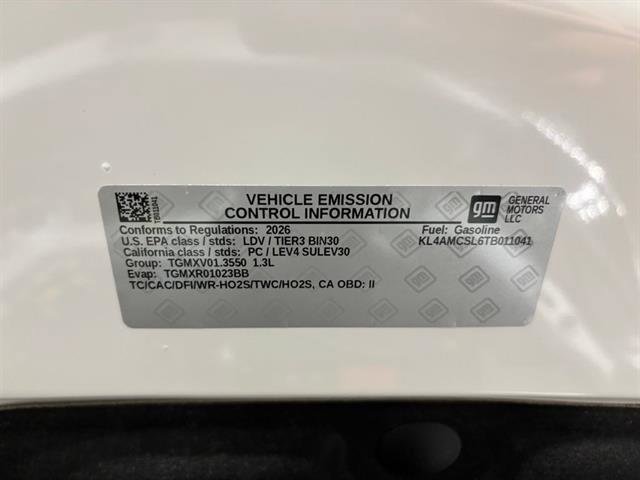 VEHICLE EMISSION
CONTROL INFORMATION
gm
GENERAL
MOTORS
LLC
Conforms to Regulations: 2026
Fuel: Gasoline
U.S. EPA class / stds: LDV / TIER3 BIN30
KL4AMCSL6TB011041
California class / stds: PC / LEV4 SULEV30
Group: TGMXV01.3550 1.3L
Evap: TGMXR01023BB
TC/CAC/DFI/WR-HO2S/TWC/HO2S, CA OBD: II